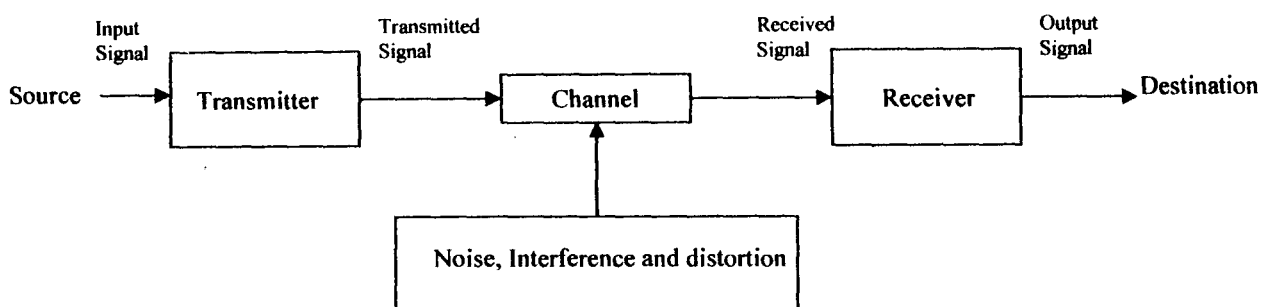 Input
Signal
Transmitted
Signal
Received
Signal
Output
Signal
Source
Transmitter
Channel
Receiver
Destination
Noise, Interference and distortion